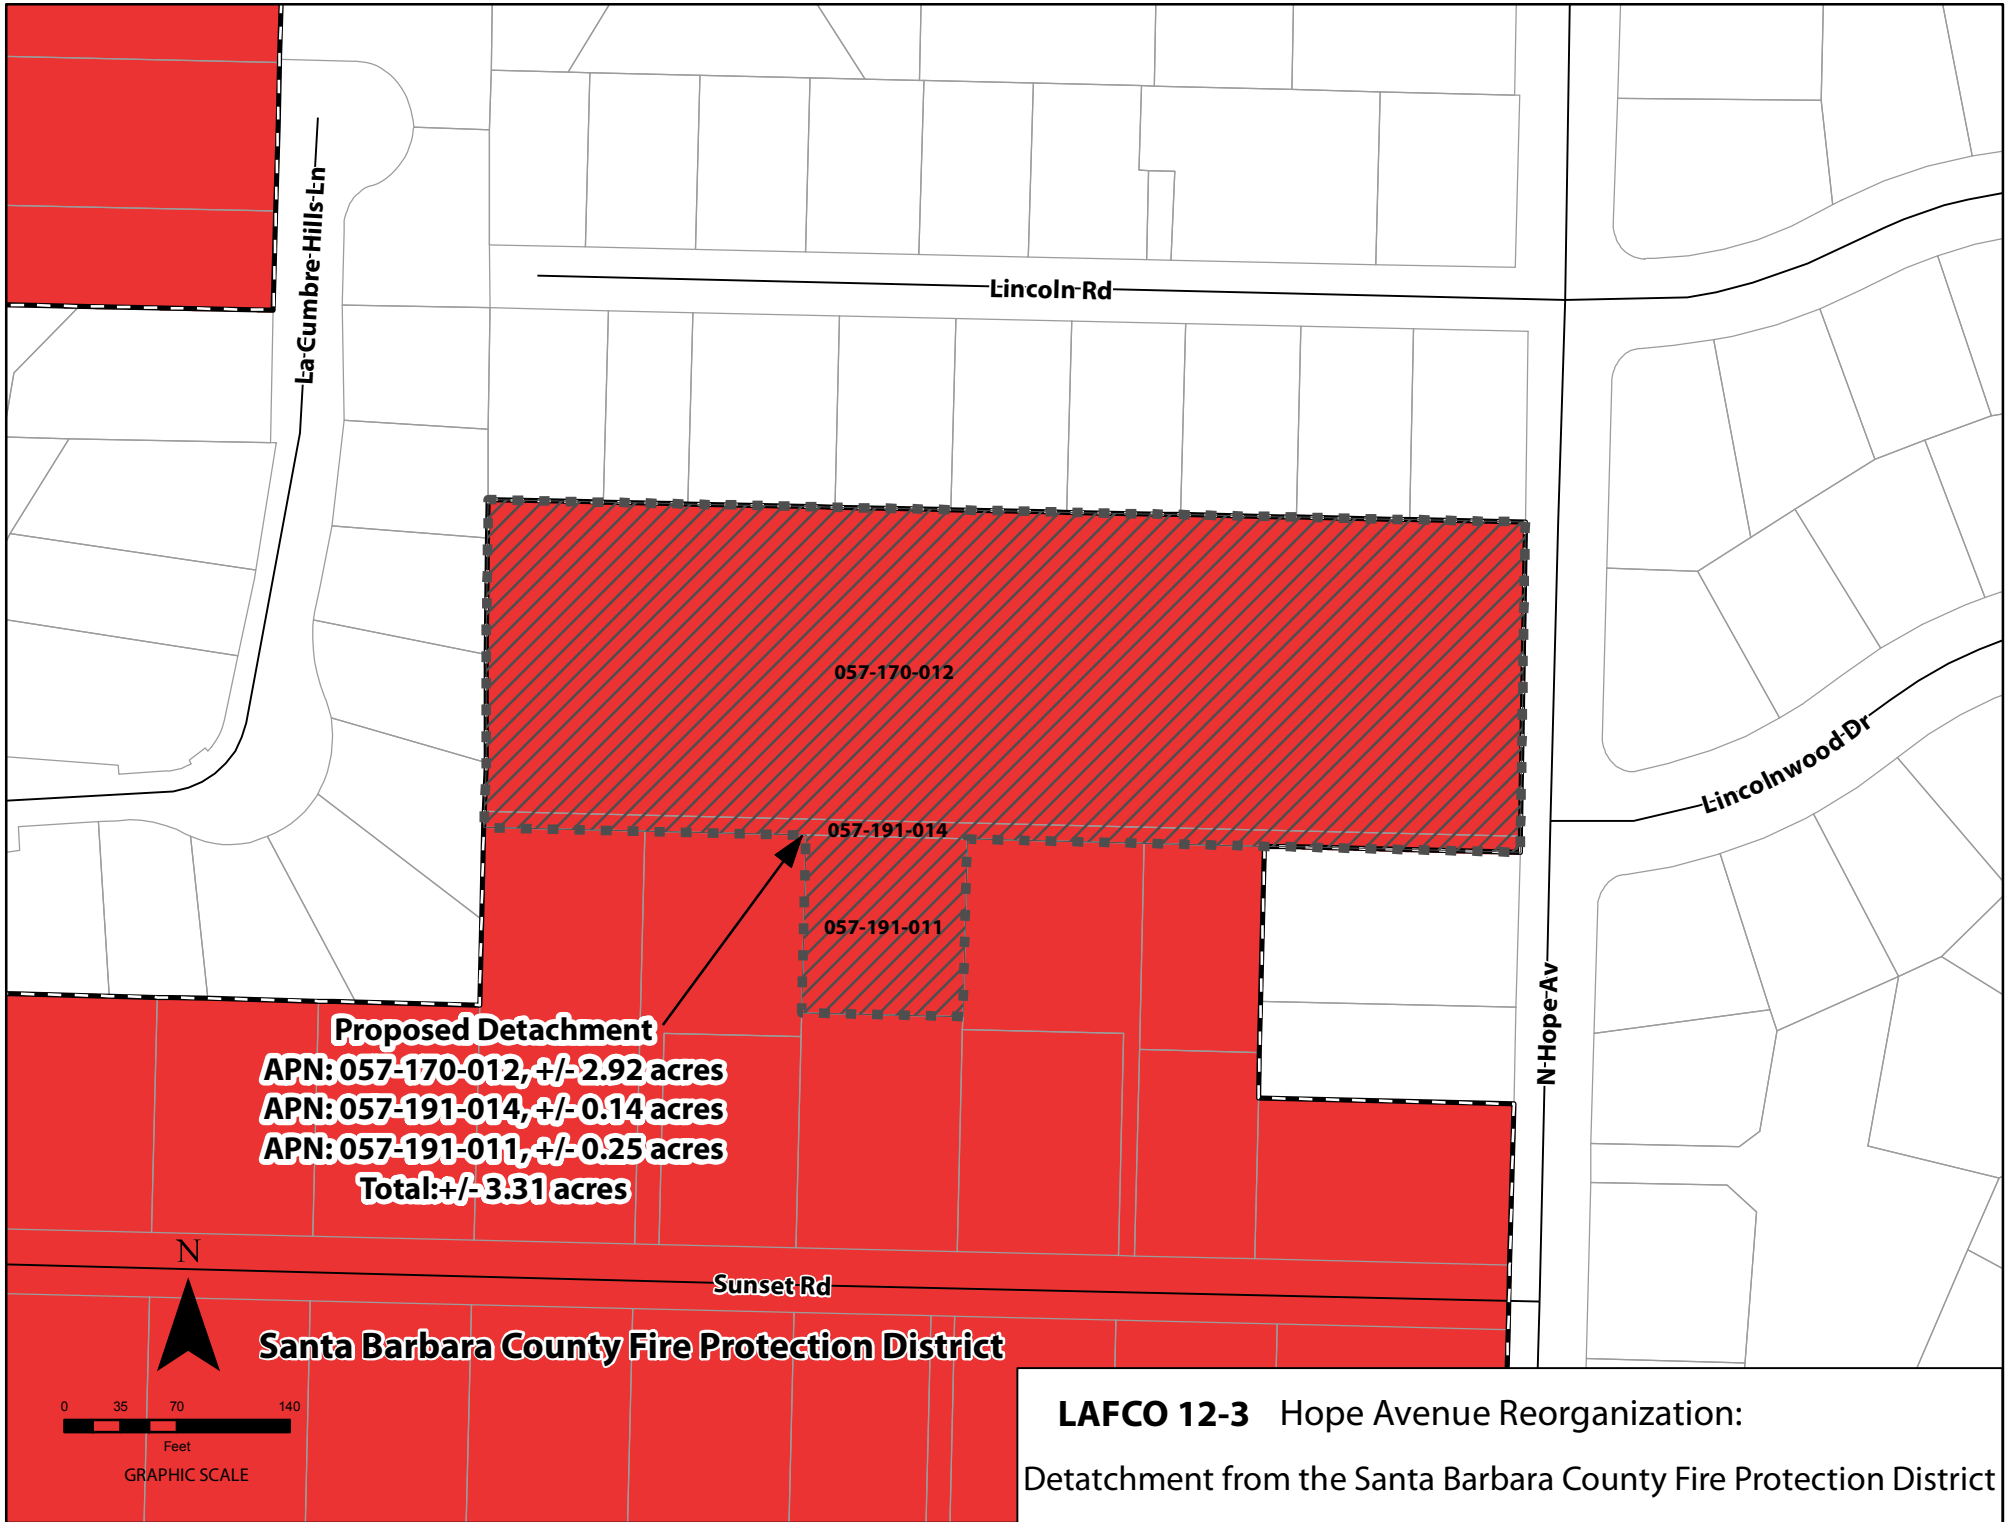 La Cumbre Hills Ln
Lincoln Rd
057-170-012
Lincolnwood Dr
057-191-014
057-191-011
N Hope Av
Proposed Detachment
APN: 057-170-012, +/- 2.92 acres
APN: 057-191-014, +/- 0.14 acres
APN: 057-191-011, +/- 0.25 acres
Total:+/- 3.31 acres
N
Sunset Rd
Santa Barbara County Fire Protection District
0 35 70 140
Feet
GRAPHIC SCALE
LAFCO 12-3 Hope Avenue Reorganization:
Detatchment from the Santa Barbara County Fire Protection District